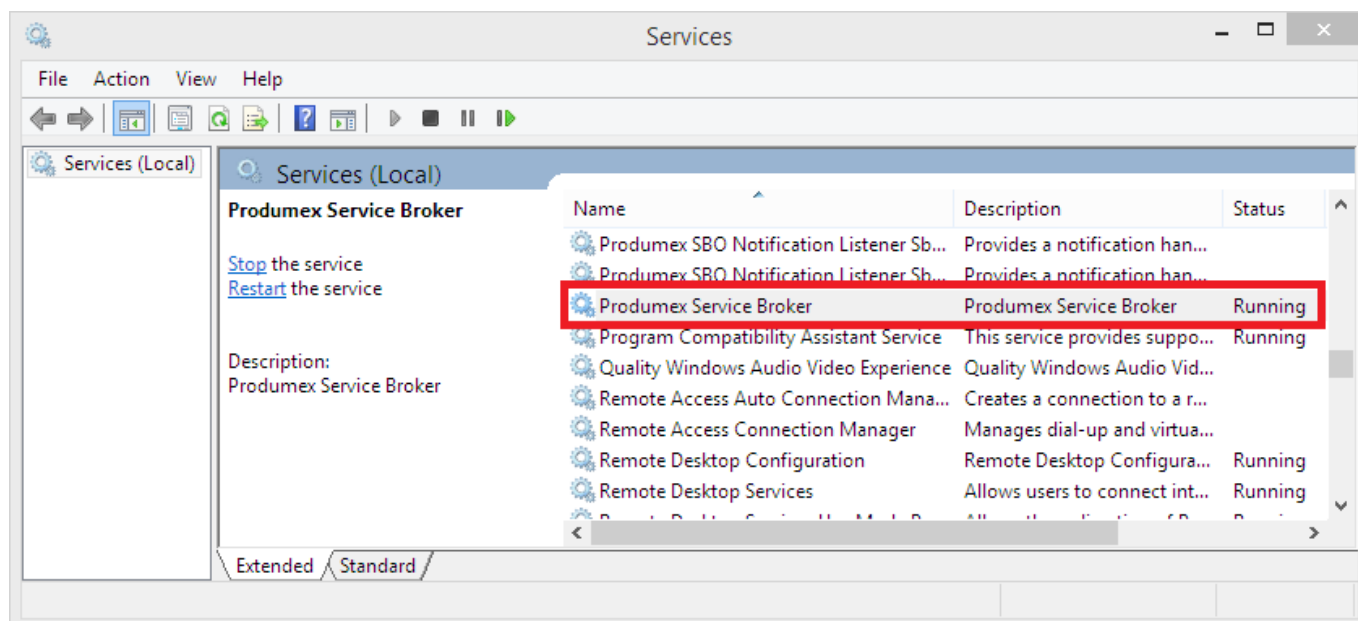 Services
File Action View Help
Services (Local)
Services (Local)
Produmex Service Broker
Stop the service
Restart the service
Description:
Produmex Service Broker
Name Description Status
Produmex SBO Notification Listener Sb... Provides a notification han...
Produmex SBO Notification Listener Sb... Provides a notification han...
Produmex Service Broker Produmex Service Broker Running
Program Compatibility Assistant Service This service provides suppo... Running
Quality Windows Audio Video Experience Quality Windows Audio Vid...
Remote Access Auto Connection Mana... Creates a connection to a r...
Remote Access Connection Manager Manages dial-up and virtua...
Remote Desktop Configuration Remote Desktop Configura... Running
Remote Desktop Services Allows users to connect int... Running
Extended Standard